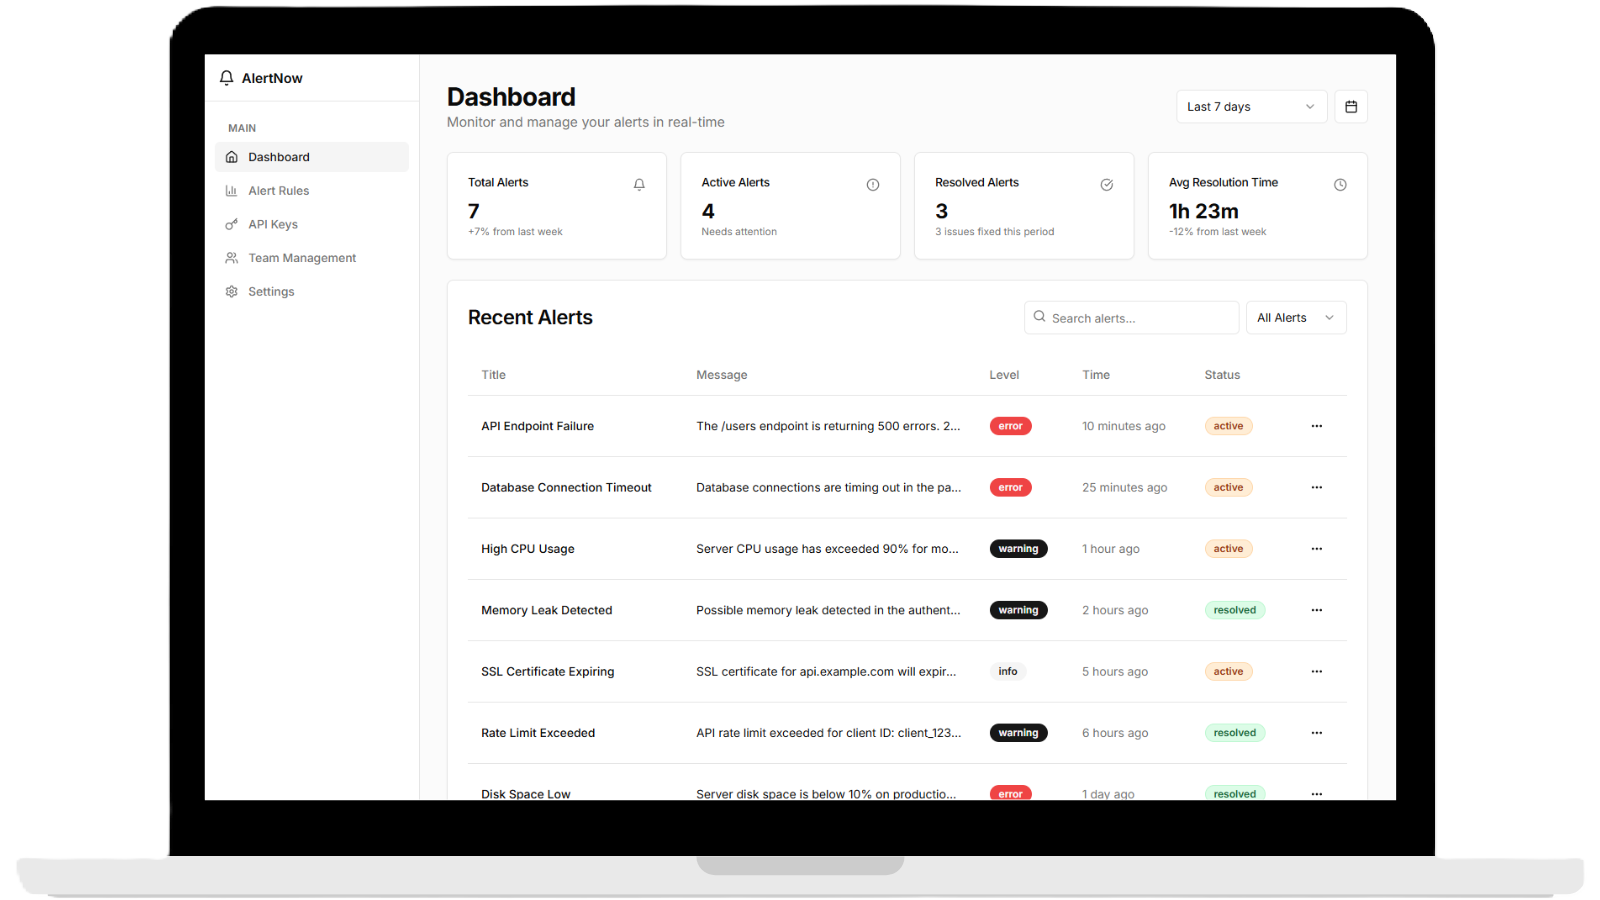 AlertNow
MAIN
Dashboard
Alert Rules
API Keys
Team Management
Settings
Dashboard
Monitor and manage your alerts in real-time
Last 7 days
Total Alerts
7
+7% from last week
Active Alerts
4
Needs attention
Resolved Alerts
3
3 issues fixed this period
Avg Resolution Time
1h 23m
-12% from last week
Recent Alerts
Search alerts...
All Alerts
Title Message Level Time Status
API Endpoint Failure The /users endpoint is returning 500 errors. 2... error 10 minutes ago active
Database Connection Timeout Database connections are timing out in the pa... error 25 minutes ago active
High CPU Usage Server CPU usage has exceeded 90% for mo... warning 1 hour ago active
Memory Leak Detected Possible memory leak detected in the authent... warning 2 hours ago resolved
SSL Certificate Expiring SSL certificate for api.example.com will expir... info 5 hours ago active
Rate Limit Exceeded API rate limit exceeded for client ID: client_123... warning 6 hours ago resolved
Disk Space Low Server disk space is below 10% on productio... error 1 day ago resolved